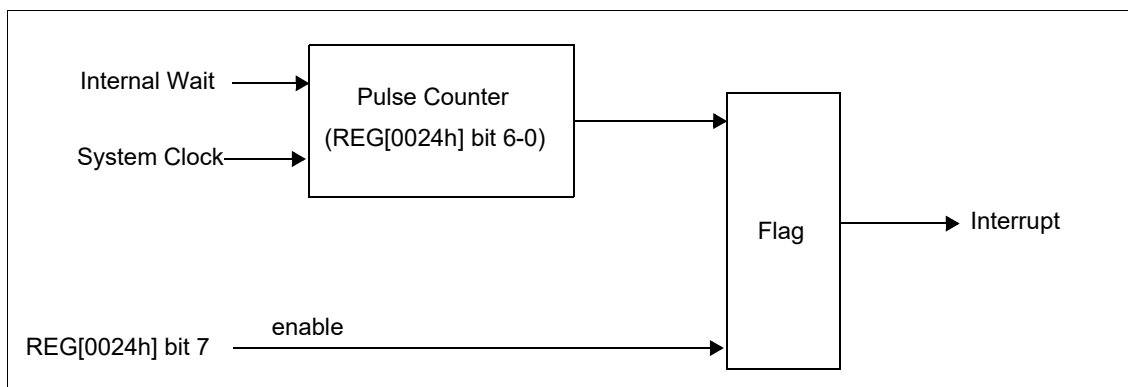 Internal Wait
System Clock
Pulse Counter
(REG[0024h] bit 6-0)
Flag
Interrupt
enable
REG[0024h] bit 7